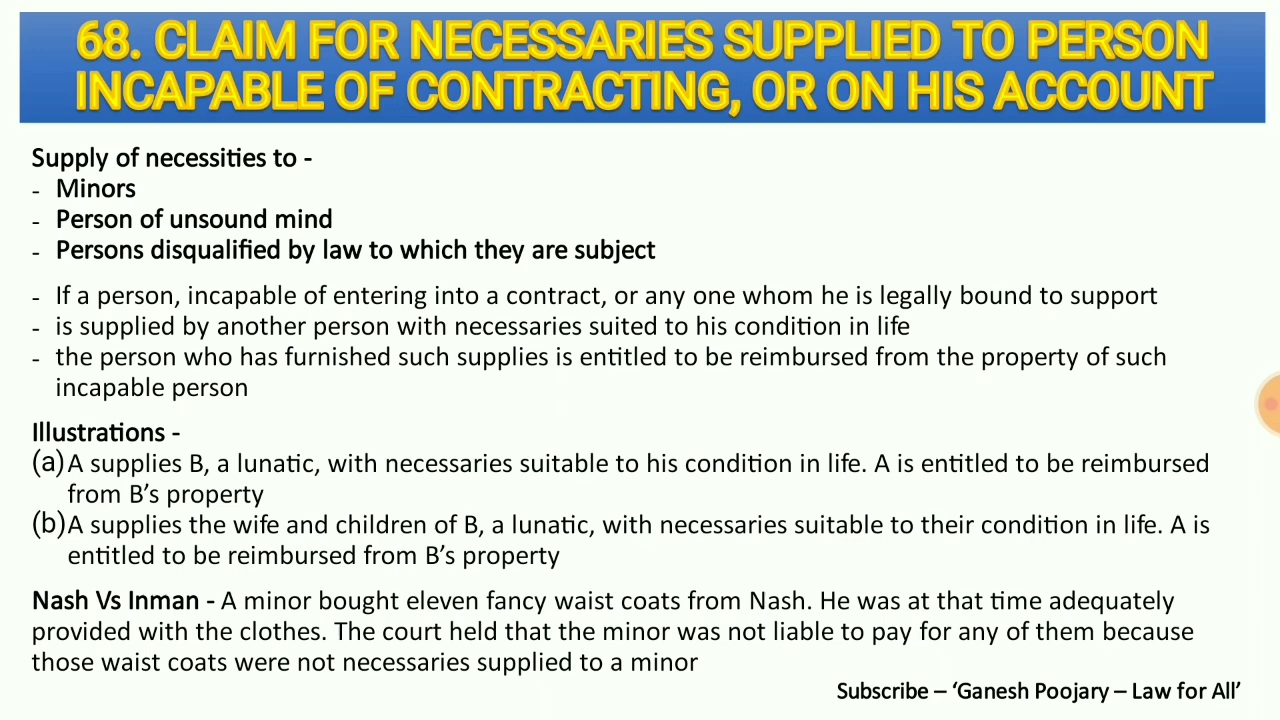 68. CLAIM FOR NECESSARIES SUPPLIED TO PERSON
INCAPABLE OF CONTRACTING, OR ON HIS ACCOUNT
Supply of necessities to -
- Minors
- Person of unsound mind
- Persons disqualified by law to which they are subject
- If a person, incapable of entering into a contract, or any one whom he is legally bound to support
- is supplied by another person with necessaries suited to his condition in life
- the person who has furnished such supplies is entitled to be reimbursed from the property of such
incapable person
Illustrations -
(a) A supplies B, a lunatic, with necessaries suitable to his condition in life. A is entitled to be reimbursed
from B’s property
(b) A supplies the wife and children of B, a lunatic, with necessaries suitable to their condition in life. A is
entitled to be reimbursed from B’s property
Nash Vs Inman - A minor bought eleven fancy waist coats from Nash. He was at that time adequately
provided with the clothes. The court held that the minor was not liable to pay for any of them because
those waist coats were not necessaries supplied to a minor
Subscribe – ‘Ganesh Poojary – Law for All’